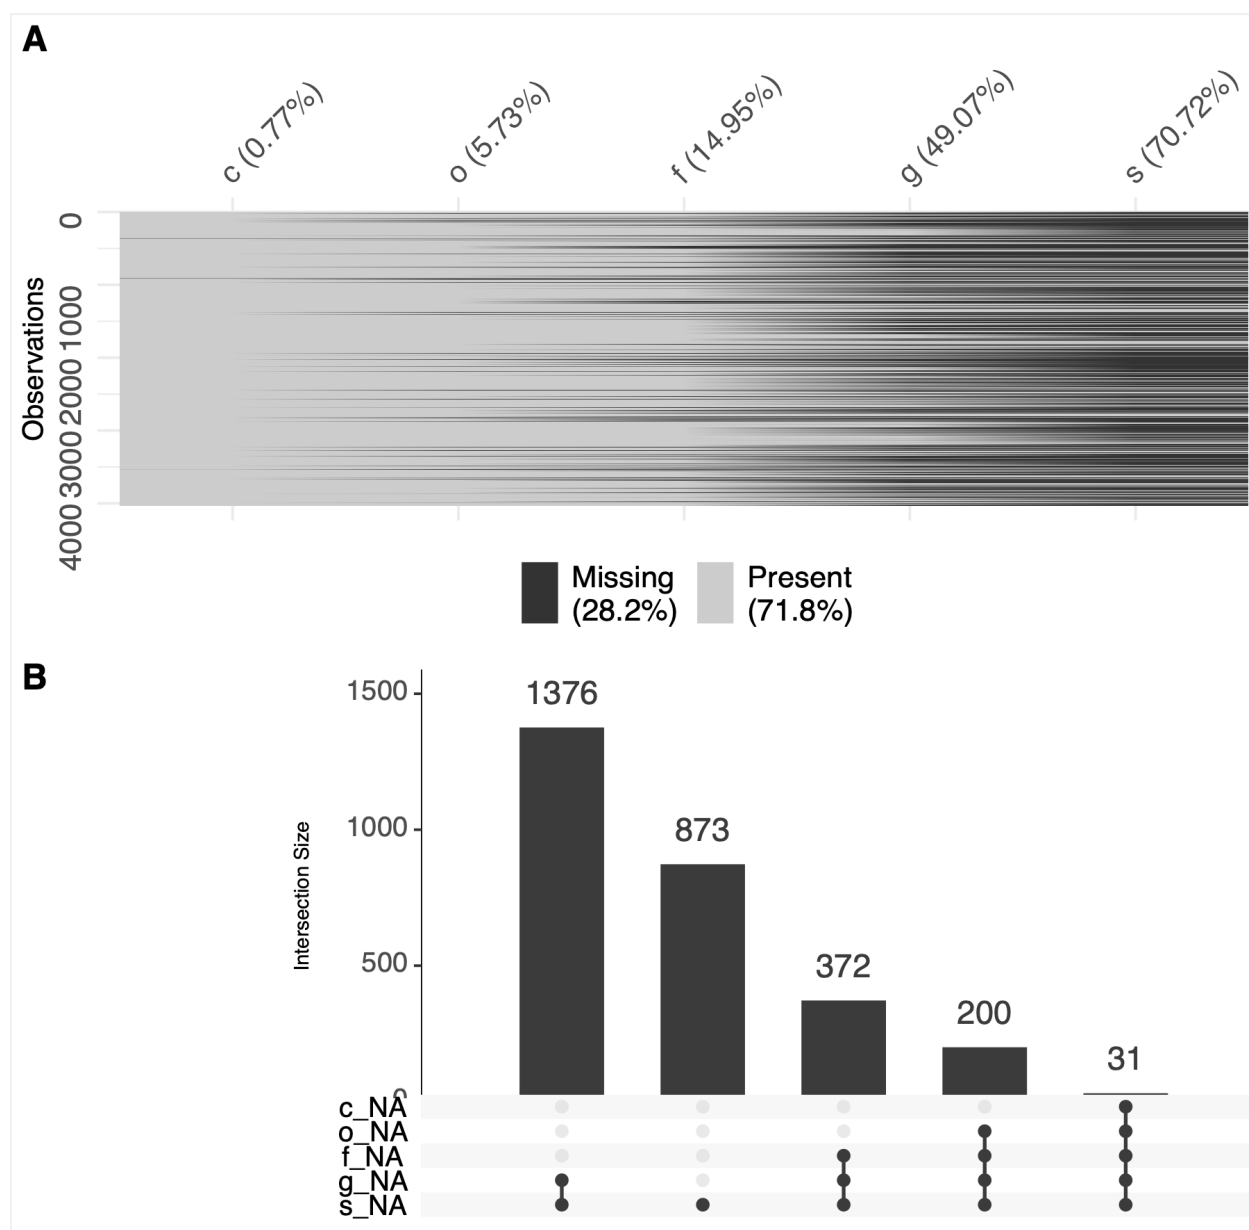 A
c (0.77%)
o (5.73%)
f (14.95%)
g (49.07%)
s (70.72%)
Observations
0
1000
2000
3000
4000
Missing
(28.2%)
Present
(71.8%)
B
Intersection Size
1500
1000
500
0
1376
873
372
200
31
c_NA
o_NA
f_NA
g_NA
s_NA